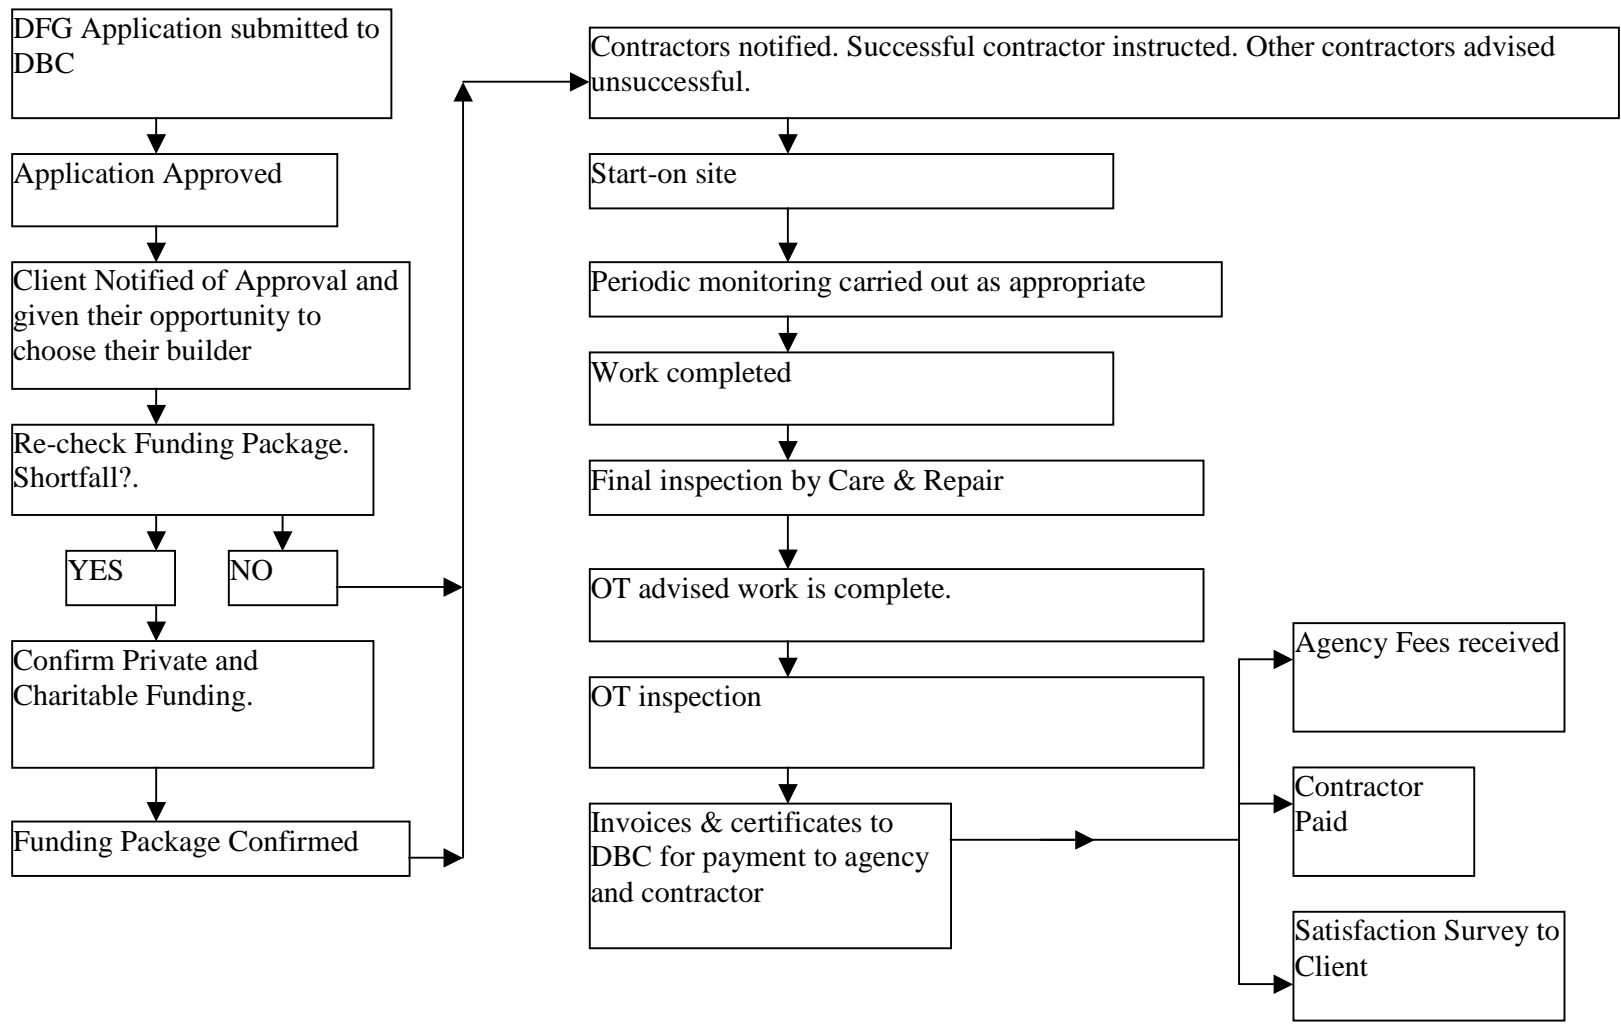 DFG Application submitted to
DBC
Application Approved
Client Notified of Approval and
given their opportunity to
choose their builder
Re-check Funding Package.
Shortfall?.
YES
NO
Confirm Private and
Charitable Funding.
Funding Package Confirmed
Contractors notified. Successful contractor instructed. Other contractors advised
unsuccessful.
Start-on site
Periodic monitoring carried out as appropriate
Work completed
Final inspection by Care & Repair
OT advised work is complete.
OT inspection
Invoices & certificates to
DBC for payment to agency
and contractor
Agency Fees received
Contractor
Paid
Satisfaction Survey to
Client